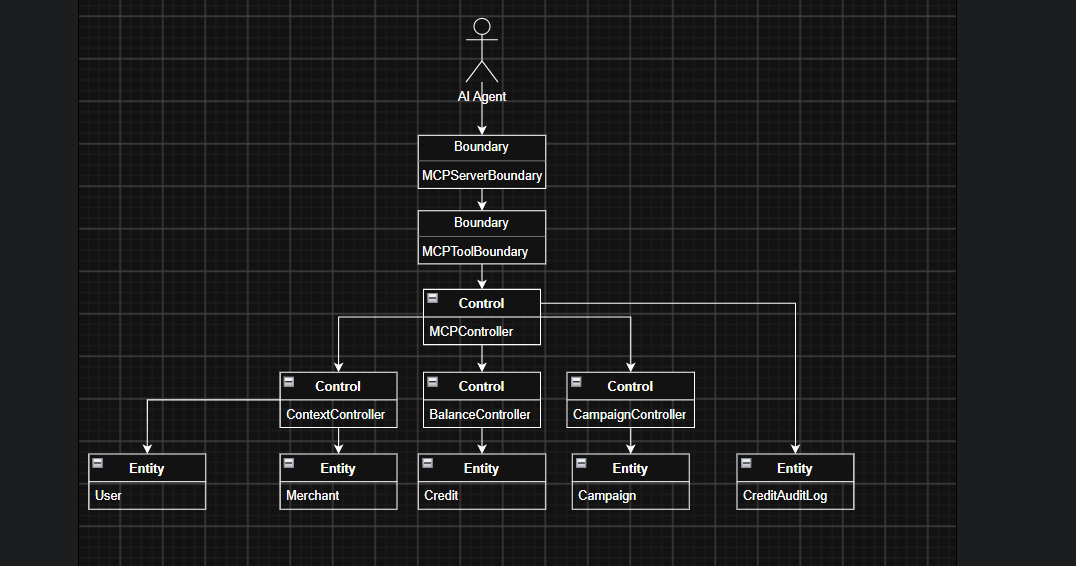 AI Agent
Boundary
MCPServerBoundary
Boundary
MCPToolBoundary
Control
MCPController
Control
ContextController
Control
BalanceController
Control
CampaignController
Entity
User
Entity
Merchant
Entity
Credit
Entity
Campaign
Entity
CreditAuditLog